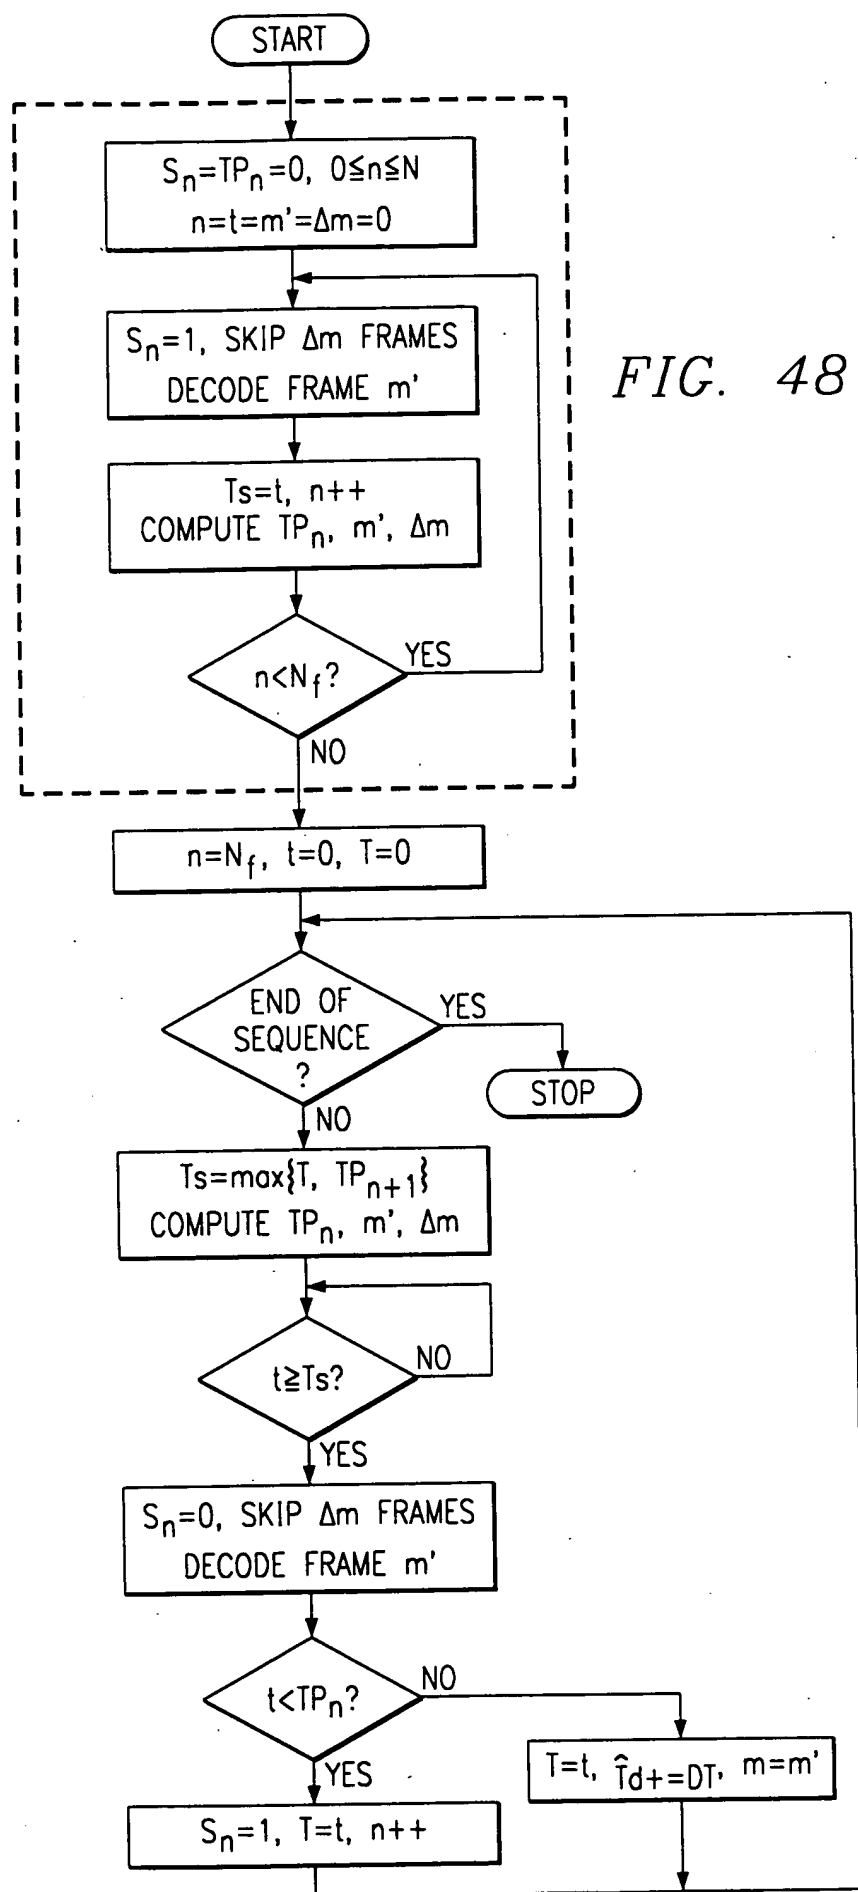 START
Sn=TPn=0, 0≦n≦N
n=t=m'=Δm=0
Sn=1, SKIP Δm FRAMES
DECODE FRAME m'
FIG. 48
Ts=t, n++
COMPUTE TPn, m', Δm
n<Nf?
YES
NO
n=Nf, t=0, T=0
END OF
SEQUENCE
?
YES
STOP
NO
Ts=max{T, TPn+1}
COMPUTE TPn, m', Δm
t≧Ts?
NO
YES
Sn=0, SKIP Δm FRAMES
DECODE FRAME m'
t<TPn?
NO
T=t, T̂d+=DT, m=m'
YES
Sn=1, T=t, n++